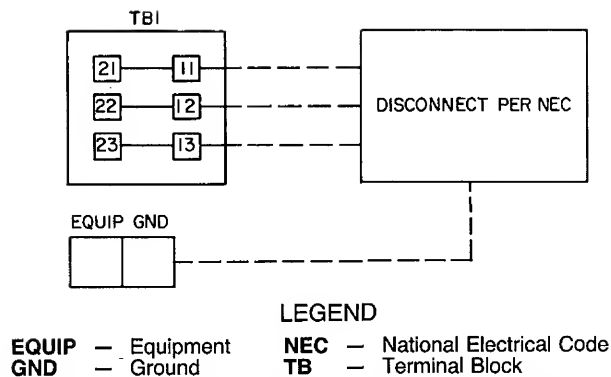 TB1
21 11
22 12
23 13
DISCONNECT PER NEC
EQUIP GND
LEGEND
EQUIP — Equipment
GND — Ground
NEC — National Electrical Code
TB — Terminal Block